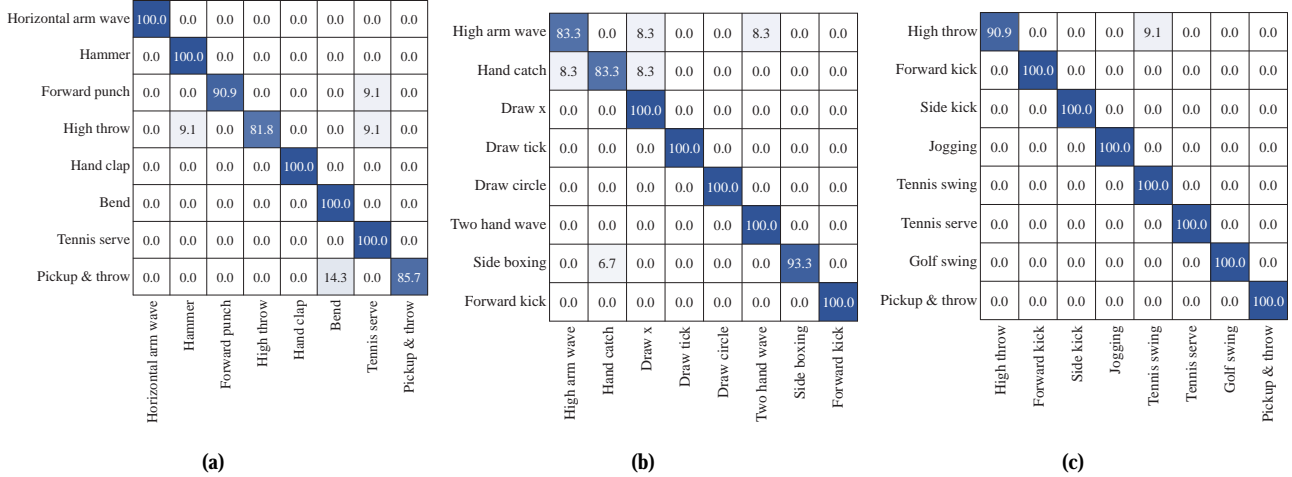 Horizontal arm wave 100.0 0.0 0.0 0.0 0.0 0.0 0.0 0.0
Hammer 0.0 100.0 0.0 0.0 0.0 0.0 0.0 0.0
Forward punch 0.0 0.0 90.9 0.0 0.0 0.0 9.1 0.0
High throw 0.0 9.1 0.0 81.8 0.0 0.0 9.1 0.0
Hand clap 0.0 0.0 0.0 0.0 100.0 0.0 0.0 0.0
Bend 0.0 0.0 0.0 0.0 0.0 100.0 0.0 0.0
Tennis serve 0.0 0.0 0.0 0.0 0.0 0.0 100.0 0.0
Pickup & throw 0.0 0.0 0.0 0.0 0.0 14.3 0.0 85.7
Horizontal arm wave
Hammer
Forward punch
High throw
Hand clap
Bend
Tennis serve
Pickup & throw
(a)
High arm wave 83.3 0.0 8.3 0.0 0.0 8.3 0.0 0.0
Hand catch 8.3 83.3 8.3 0.0 0.0 0.0 0.0 0.0
Draw x 0.0 0.0 100.0 0.0 0.0 0.0 0.0 0.0
Draw tick 0.0 0.0 0.0 100.0 0.0 0.0 0.0 0.0
Draw circle 0.0 0.0 0.0 0.0 100.0 0.0 0.0 0.0
Two hand wave 0.0 0.0 0.0 0.0 0.0 100.0 0.0 0.0
Side boxing 0.0 6.7 0.0 0.0 0.0 0.0 93.3 0.0
Forward kick 0.0 0.0 0.0 0.0 0.0 0.0 0.0 100.0
High arm wave
Hand catch
Draw x
Draw tick
Draw circle
Two hand wave
Side boxing
Forward kick
(b)
High throw 90.9 0.0 0.0 0.0 9.1 0.0 0.0 0.0
Forward kick 0.0 100.0 0.0 0.0 0.0 0.0 0.0 0.0
Side kick 0.0 0.0 100.0 0.0 0.0 0.0 0.0 0.0
Jogging 0.0 0.0 0.0 100.0 0.0 0.0 0.0 0.0
Tennis swing 0.0 0.0 0.0 0.0 100.0 0.0 0.0 0.0
Tennis serve 0.0 0.0 0.0 0.0 0.0 100.0 0.0 0.0
Golf swing 0.0 0.0 0.0 0.0 0.0 0.0 100.0 0.0
Pickup & throw 0.0 0.0 0.0 0.0 0.0 0.0 0.0 100.0
High throw
Forward kick
Side kick
Jogging
Tennis swing
Tennis serve
Golf swing
Pickup & throw
(c)